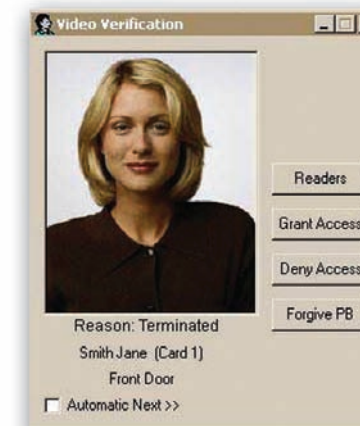 Video Verification
Readers
Grant Access
Deny Access
Forgive PB
Reason: Terminated
Smith Jane (Card 1)
Front Door
Automatic Next >>